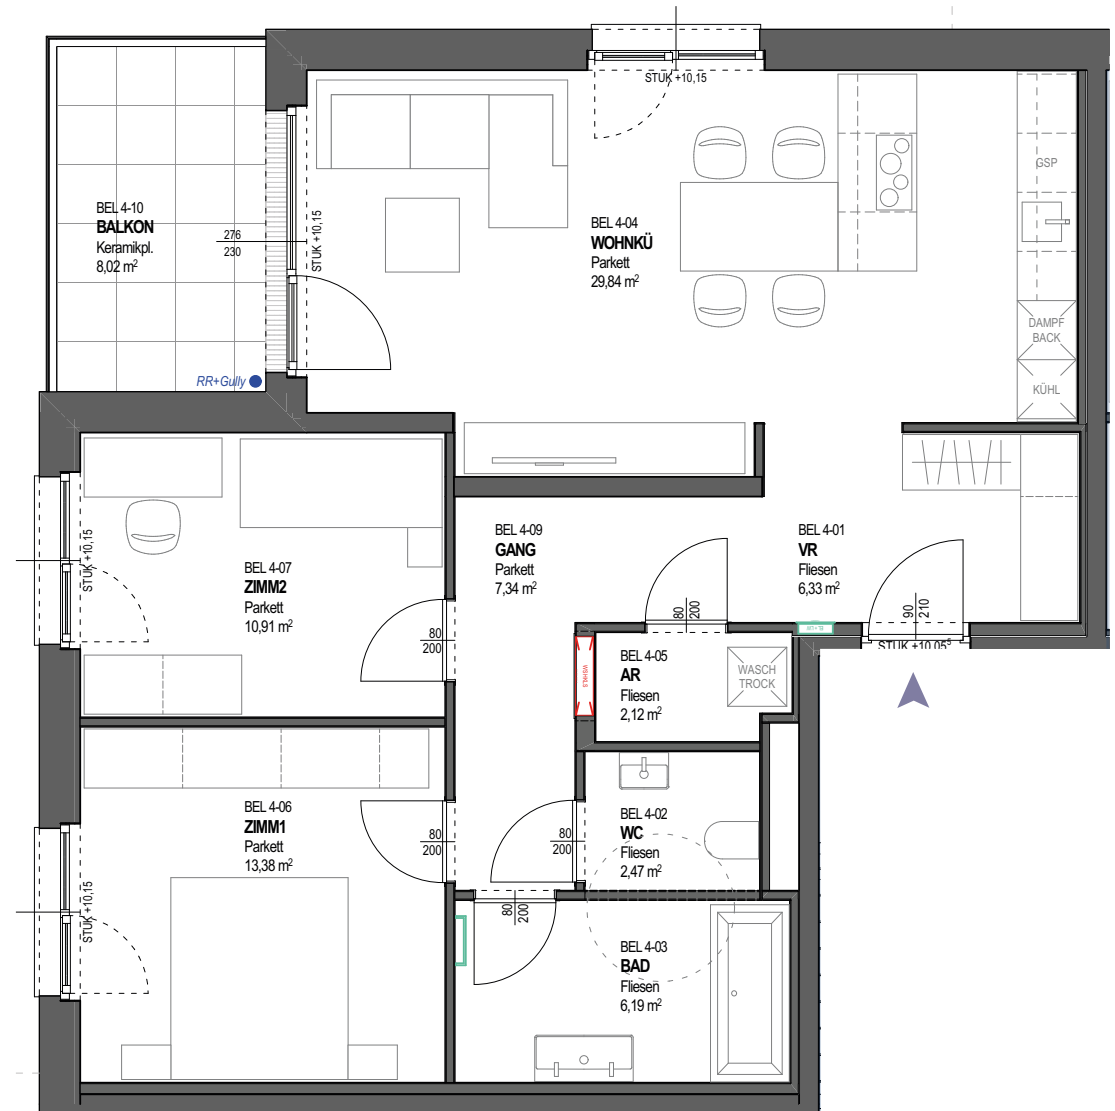 STUK +10,15
BEL 4-10
BALKON
Keramikpl.
8,02 m²
276
230
STUK +10,15
RR+Gully
BEL 4-04
WOHNKÜ
Parkett
29,84 m²
GSP
DAMPF
BACK
KÜHL
BEL 4-07
ZIMM2
Parkett
10,91 m²
STUK +10,15
80
200
BEL 4-09
GANG
Parkett
7,34 m²
BEL 4-01
VR
Fliesen
6,33 m²
80
200
90
210
STUK +10,05⁵
BEL 4-05
AR
Fliesen
2,12 m²
WASCH
TROCK
BEL 4-06
ZIMM1
Parkett
13,38 m²
STUK +10,15
80
200
80
200
BEL 4-02
WC
Fliesen
2,47 m²
80
200
BEL 4-03
BAD
Fliesen
6,19 m²